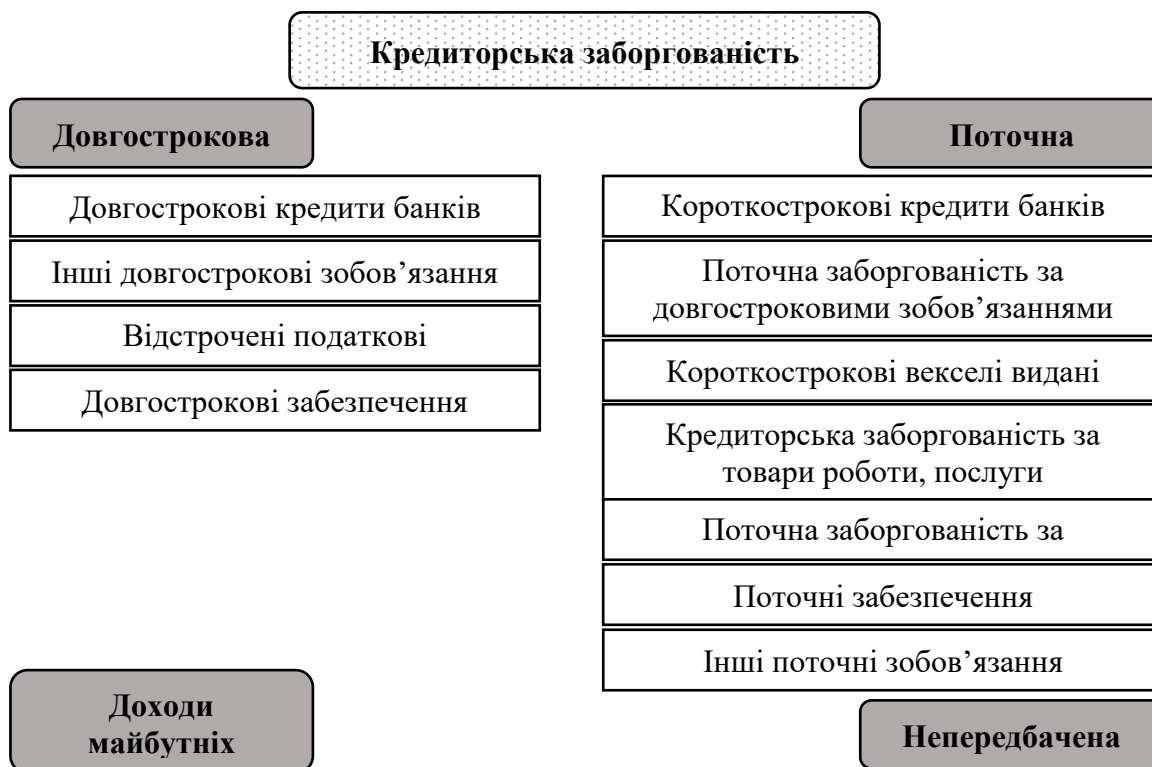 Кредиторська заборгованість
Довгострокова
Довгострокові кредити банків
Інші довгострокові зобов’язання
Відстрочені податкові
Довгострокові забезпечення
Поточна
Короткострокові кредити банків
Поточна заборгованість за
довгостроковими зобов’язаннями
Короткострокові векселі видані
Кредиторська заборгованість за
товари роботи, послуги
Поточна заборгованість за
Поточні забезпечення
Інші поточні зобов’язання
Доходи
майбутніх
Непередбачена